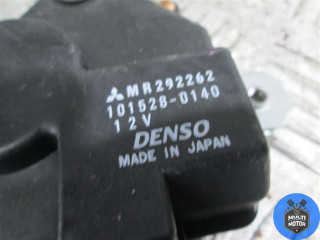 MR292262
101528-0140
12V
DENSO
MADE IN JAPAN
MULTI
MOTOR